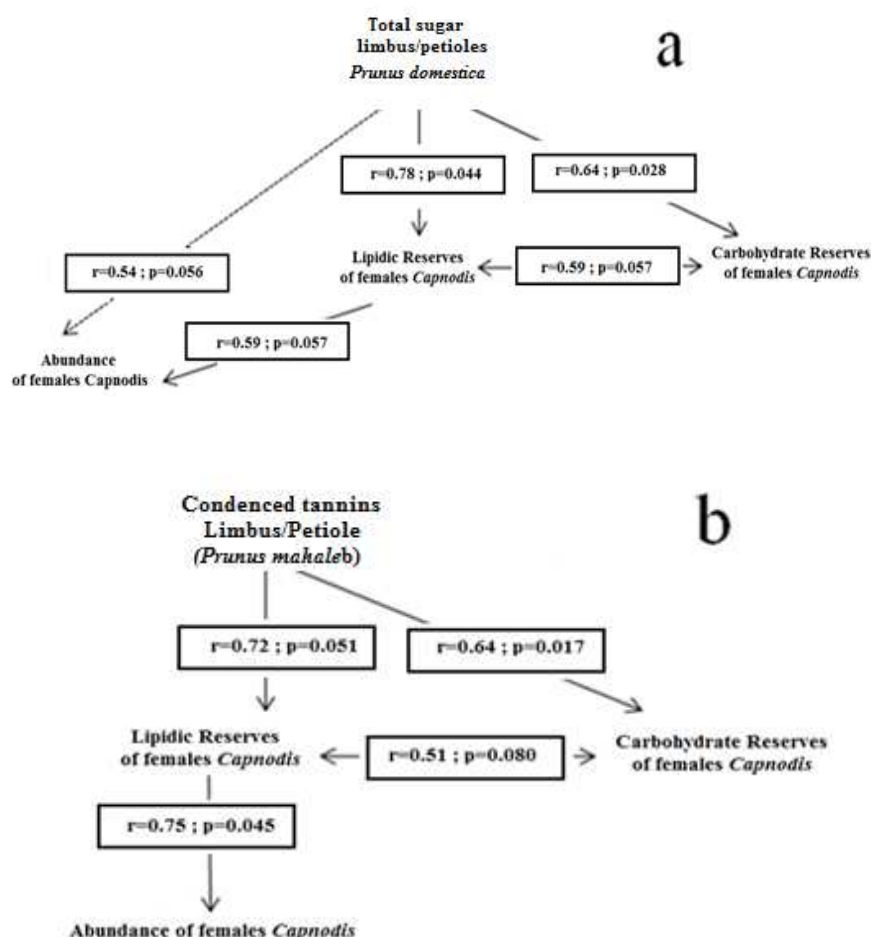 Total sugar
limbus/petioles
Prunus domestica
a
r=0.78 ; p=0.044
r=0.64 ; p=0.028
r=0.54 ; p=0.056
Lipidic Reserves
of females Capnodis
r=0.59 ; p=0.057
Carbohydrate Reserves
of females Capnodis
r=0.59 ; p=0.057
Abundance
of females Capnodis
Condenced tannins
Limbus/Petiole
(Prunus mahaleb)
b
r=0.72 ; p=0.051
r=0.64 ; p=0.017
Lipidic Reserves
of females Capnodis
r=0.51 ; p=0.080
Carbohydrate Reserves
of females Capnodis
r=0.75 ; p=0.045
Abundance of females Capnodis